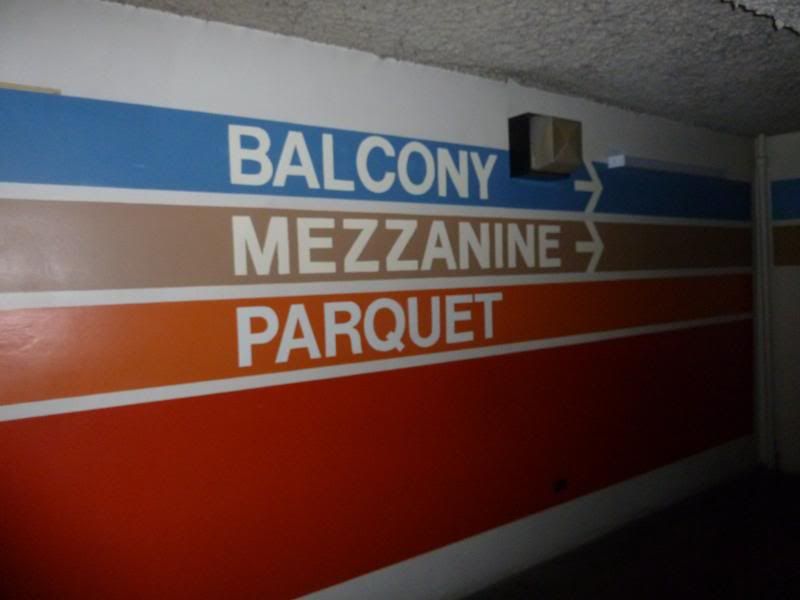 BALCONY →
MEZZANINE →
PARQUET